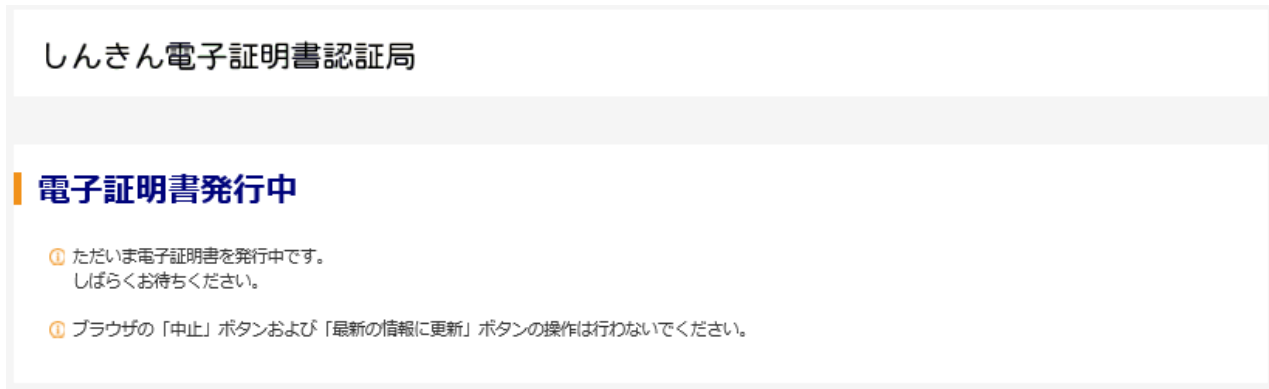 しんきん電子証明書認証局
電子証明書発行中
ただいま電子証明書を発行中です。
しばらくお待ちください。
ブラウザの「中止」ボタンおよび「最新の情報に更新」ボタンの操作は行わないでください。